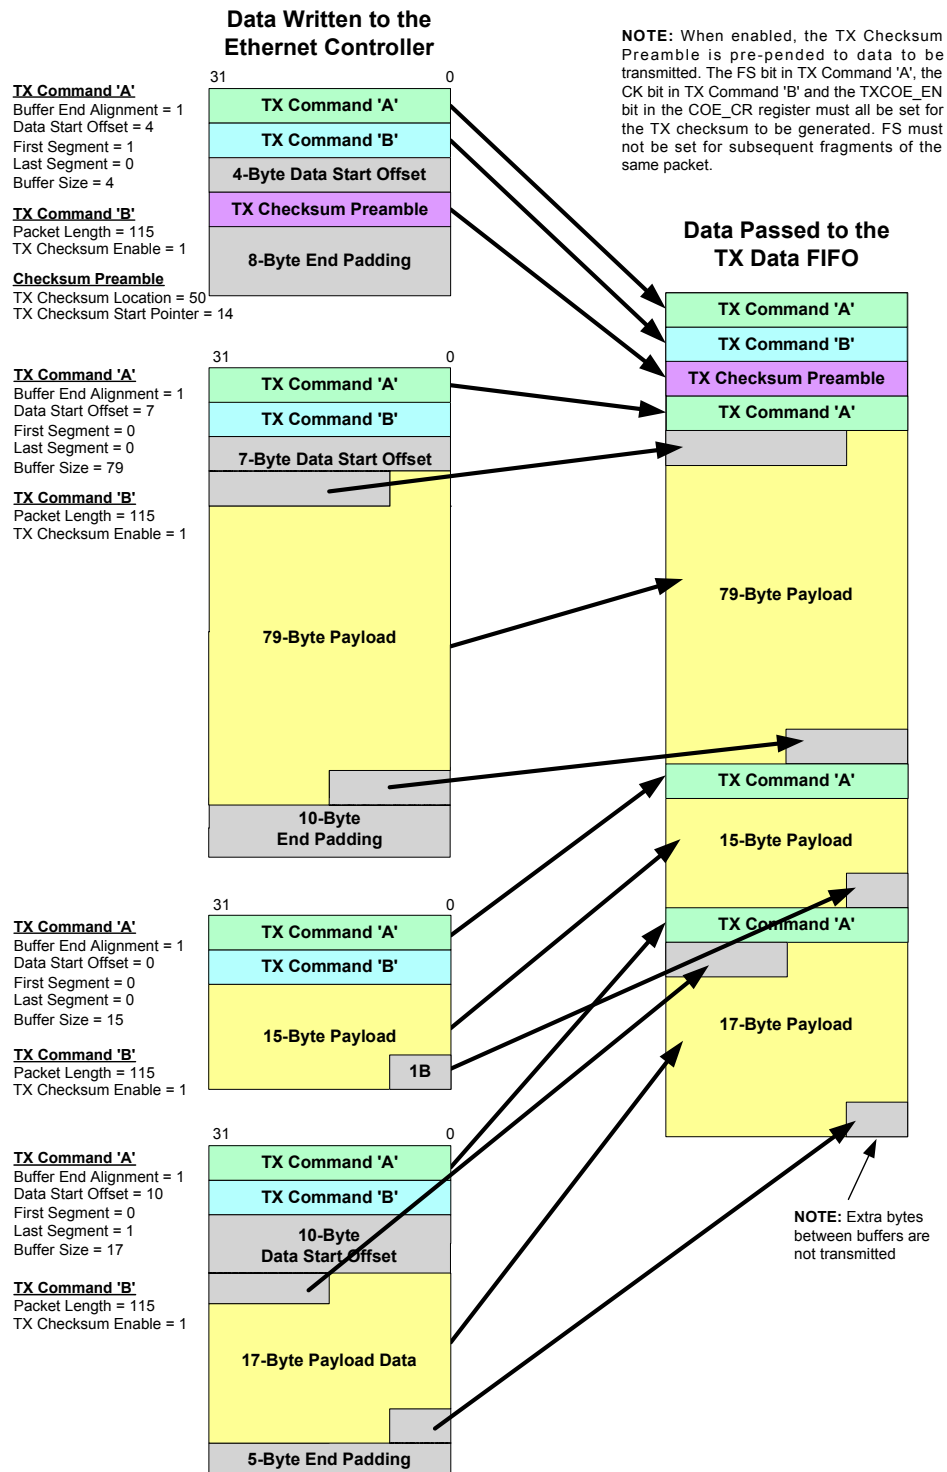 Data Written to the
Ethernet Controller
NOTE: When enabled, the TX Checksum
Preamble is pre-pended to data to be
transmitted. The FS bit in TX Command 'A', the
CK bit in TX Command 'B' and the TXCOE_EN
bit in the COE_CR register must all be set for
the TX checksum to be generated. FS must
not be set for subsequent fragments of the
same packet.
31 0
TX Command 'A'
Buffer End Alignment = 1
Data Start Offset = 4
First Segment = 1
Last Segment = 0
Buffer Size = 4
TX Command 'B'
Packet Length = 115
TX Checksum Enable = 1
Checksum Preamble
TX Checksum Location = 50
TX Checksum Start Pointer = 14
TX Command 'A'
TX Command 'B'
4-Byte Data Start Offset
TX Checksum Preamble
8-Byte End Padding
Data Passed to the
TX Data FIFO
TX Command 'A'
TX Command 'B'
TX Checksum Preamble
TX Command 'A'
79-Byte Payload
TX Command 'A'
15-Byte Payload
TX Command 'A'
17-Byte Payload
NOTE: Extra bytes
between buffers are
not transmitted
31 0
TX Command 'A'
Buffer End Alignment = 1
Data Start Offset = 7
First Segment = 0
Last Segment = 0
Buffer Size = 79
TX Command 'B'
Packet Length = 115
TX Checksum Enable = 1
TX Command 'A'
TX Command 'B'
7-Byte Data Start Offset
79-Byte Payload
10-Byte
End Padding
31 0
TX Command 'A'
Buffer End Alignment = 1
Data Start Offset = 0
First Segment = 0
Last Segment = 0
Buffer Size = 15
TX Command 'B'
Packet Length = 115
TX Checksum Enable = 1
TX Command 'A'
TX Command 'B'
15-Byte Payload
1B
31 0
TX Command 'A'
Buffer End Alignment = 1
Data Start Offset = 10
First Segment = 0
Last Segment = 1
Buffer Size = 17
TX Command 'B'
Packet Length = 115
TX Checksum Enable = 1
TX Command 'A'
TX Command 'B'
10-Byte
Data Start Offset
17-Byte Payload Data
5-Byte End Padding